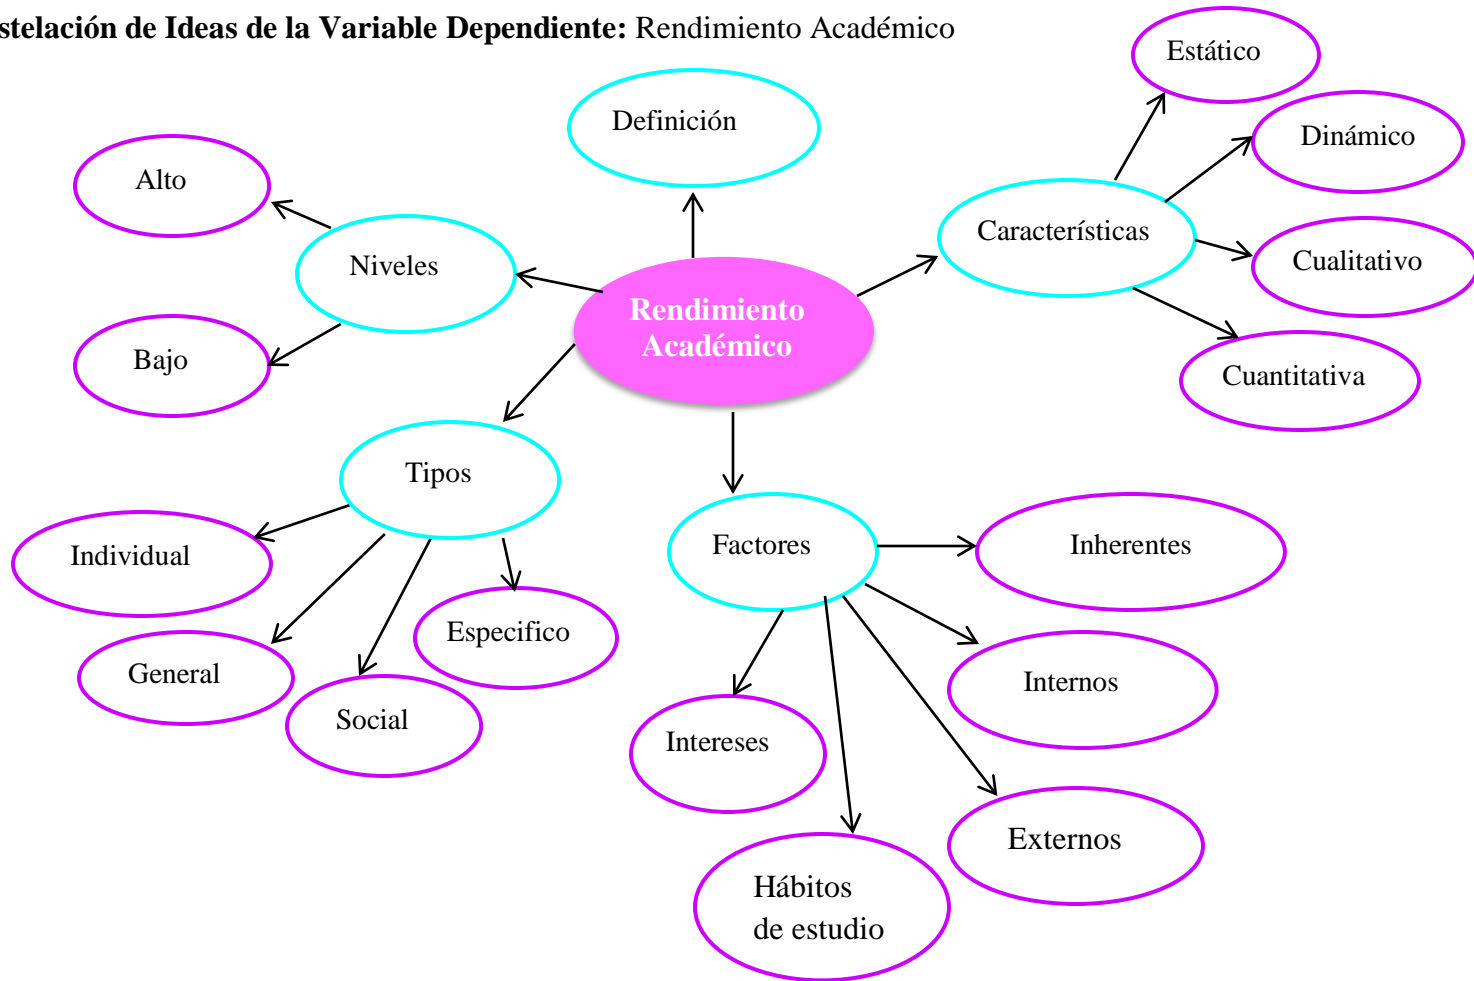 stelación de Ideas de la Variable Dependiente: Rendimiento Académico
Estático
Definición
Dinámico
Alto
Características
Niveles
Cualitativo
Rendimiento
Académico
Bajo
Cuantitativa
Tipos
Individual
Factores
Inherentes
Especifico
General
Internos
Social
Intereses
Externos
Hábitos
de estudio